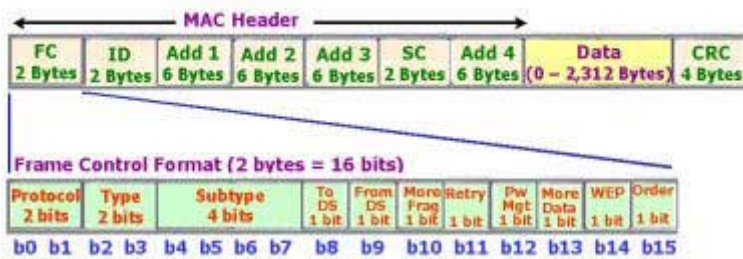 MAC Header
FC ID Add 1 Add 2 Add 3 SC Add 4 Data CRC
2 Bytes 2 Bytes 6 Bytes 6 Bytes 6 Bytes 2 Bytes 6 Bytes (0 – 2,312 Bytes) 4 Bytes
Frame Control Format (2 bytes = 16 bits)
Protocol 2 bits Type 2 bits Subtype 4 bits To DS 1 bit From DS 1 bit More Frag 1 bit Retry 1 bit Pw Mgt 1 bit More Data 1 bit WEP 1 bit Order 1 bit
b0 b1 b2 b3 b4 b5 b6 b7 b8 b9 b10 b11 b12 b13 b14 b15